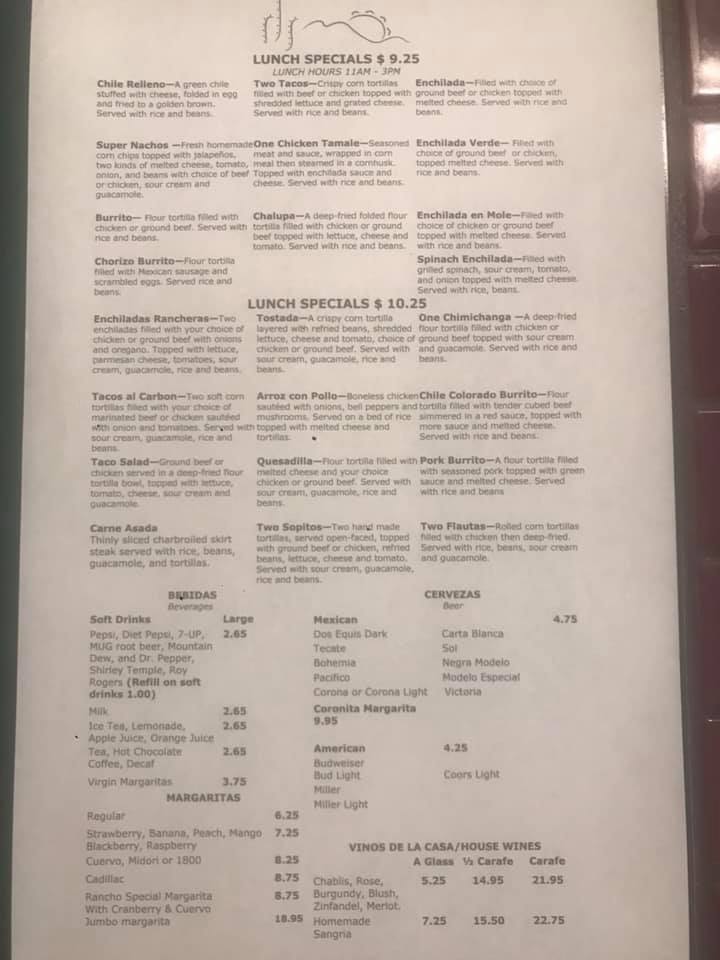 LUNCH SPECIALS $ 9.25
LUNCH HOURS 11AM - 3PM
Chile Relleno—A green chile
stuffed with cheese, folded in egg
and fried to a golden brown.
Served with rice and beans.
Two Tacos—Crispy corn tortillas
filled with beef or chicken topped with
shredded lettuce and grated cheese.
Served with rice and beans.
Enchilada—Filled with choice of
ground beef or chicken topped with
melted cheese. Served with rice and
beans.
Super Nachos —Fresh homemade
corn chips topped with jalapeños,
two kinds of melted cheese, tomato,
onion, and beans with choice of beef
or chicken, sour cream and
guacamole.
One Chicken Tamale—Seasoned
meat and sauce, wrapped in corn
meal then steamed in a cornhusk.
Topped with enchilada sauce and
cheese. Served with rice and beans.
Enchilada Verde— Filled with
choice of ground beef or chicken,
topped melted cheese. Served with
rice and beans.
Burrito— Flour tortilla filled with
chicken or ground beef. Served with
rice and beans.
Chalupa—A deep-fried folded flour
tortilla filled with chicken or ground
beef topped with lettuce, cheese and
tomato. Served with rice and beans.
Enchilada en Mole—Filled with
choice of chicken or ground beef
topped with melted cheese. Served
with rice and beans.
Chorizo Burrito—Flour tortilla
filled with Mexican sausage and
scrambled eggs. Served rice and
beans.
Spinach Enchilada—Filled with
grilled spinach, sour cream, tomato,
and onion topped with melted cheese.
Served with rice, beans.
LUNCH SPECIALS $ 10.25
Enchiladas Rancheras—Two
enchiladas filled with your choice of
chicken or ground beef with onions
and oregano. Topped with lettuce,
parmesan cheese, tomatoes, sour
cream, guacamole, rice and beans.
Tostada—A crispy corn tortilla
layered with refried beans, shredded
lettuce, cheese and tomato, choice of
chicken or ground beef. Served with
sour cream, guacamole, rice and
beans.
One Chimichanga —A deep-fried
flour tortilla filled with chicken or
ground beef topped with sour cream
and guacamole. Served with rice and
beans.
Tacos al Carbon—Two soft corn
tortillas filled with your choice of
marinated beef or chicken sautéed
with onion and tomatoes. Served with
sour cream, guacamole, rice and
beans.
Arroz con Pollo—Boneless chicken
sautéed with onions, bell peppers and
mushrooms. Served on a bed of rice
topped with melted cheese and
tortillas.
Chile Colorado Burrito—Flour
tortilla filled with tender cubed beef
simmered in a red sauce, topped with
more sauce and melted cheese.
Served with rice and beans.
Taco Salad—Ground beef or
chicken served in a deep-fried flour
tortilla bowl, topped with lettuce,
tomato, cheese, sour cream and
guacamole.
Quesadilla—Flour tortilla filled with
melted cheese and your choice
chicken or ground beef. Served with
sour cream, guacamole, rice and
beans.
Pork Burrito—A flour tortilla filled
with seasoned pork topped with green
sauce and melted cheese. Served
with rice and beans
Carne Asada
Thinly sliced charbroiled skirt
steak served with rice, beans,
guacamole, and tortillas.
Two Sopitos—Two hand made
tortillas, served open-faced, topped
with ground beef or chicken, refried
beans, lettuce, cheese and tomato.
Served with sour cream, guacamole,
rice and beans.
Two Flautas—Rolled corn tortillas
filled with chicken then deep-fried.
Served with rice, beans, sour cream
and guacamole.
BEBIDAS
Beverages
Soft Drinks Large
Pepsi, Diet Pepsi, 7-UP, 2.65
MUG root beer, Mountain
Dew, and Dr. Pepper,
Shirley Temple, Roy
Rogers (Refill on soft
drinks 1.00)
Milk 2.65
Ice Tea, Lemonade, 2.65
Apple Juice, Orange Juice
Tea, Hot Chocolate 2.65
Coffee, Decaf
Virgin Margaritas 3.75
MARGARITAS
Regular 6.25
Strawberry, Banana, Peach, Mango 7.25
Blackberry, Raspberry
Cuervo, Midori or 1800 8.25
Cadillac 8.75
Rancho Special Margarita 8.75
With Cranberry & Cuervo
Jumbo margarita 18.95
CERVEZAS
Beer
Mexican 4.75
Dos Equis Dark Carta Blanca
Tecate Sol
Bohemia Negra Modelo
Pacifico Modelo Especial
Corona or Corona Light Victoria
Coronita Margarita
9.95
American 4.25
Budweiser
Bud Light Coors Light
Miller
Miller Light
VINOS DE LA CASA/HOUSE WINES
A Glass ½ Carafe Carafe
Chablis, Rose, 5.25 14.95 21.95
Burgundy, Blush,
Zinfandel, Merlot.
Homemade 7.25 15.50 22.75
Sangria